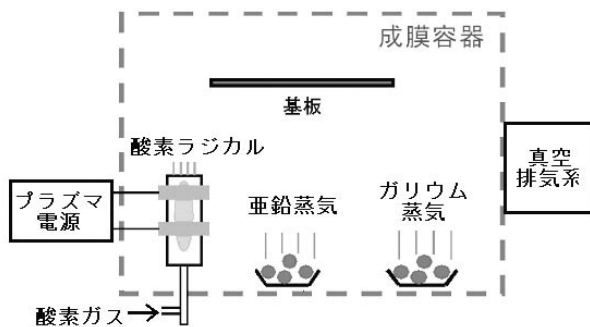 成膜容器
基板
酸素ラジカル
真空
排気系
プラズマ
電源
亜鉛蒸気
ガリウム
蒸気
酸素ガス